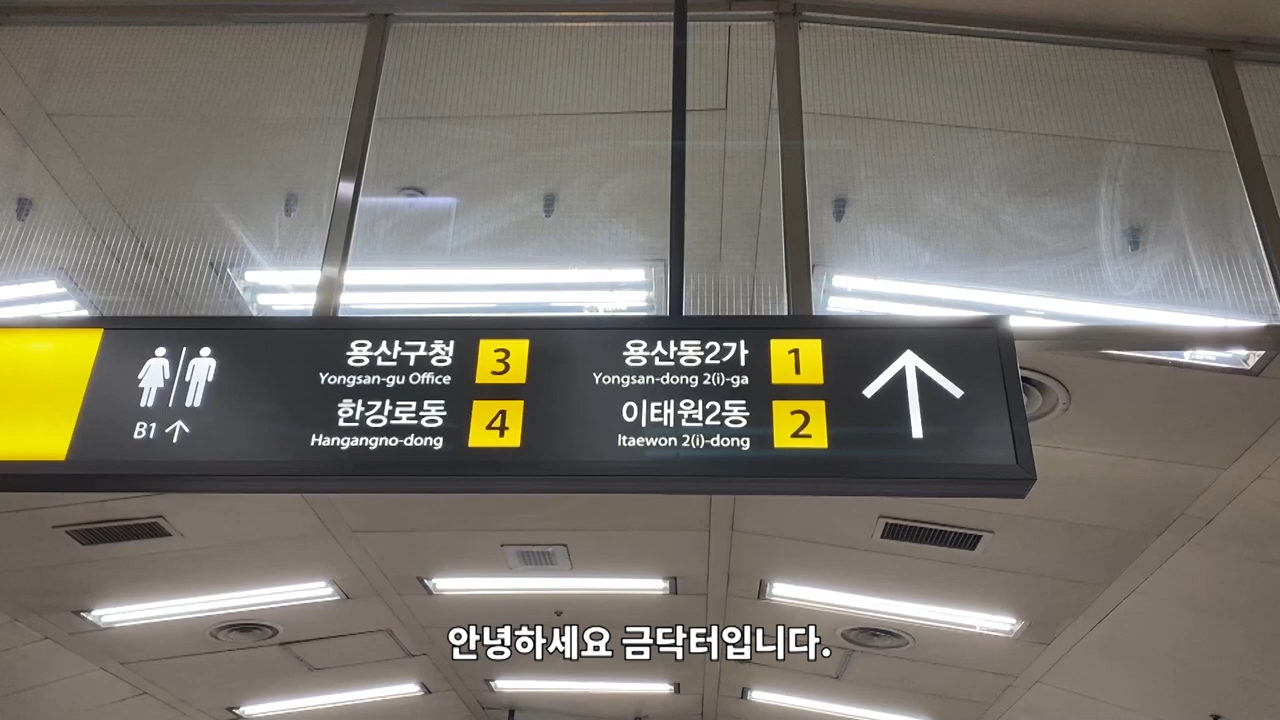 용산구청 3
Yongsan-gu Office
한강로동 4
Hangangno-dong
용산동2가 1
Yongsan-dong 2(i)-ga
이태원2동 2
Itaewon 2(i)-dong
B1
안녕하세요 금닥터입니다.